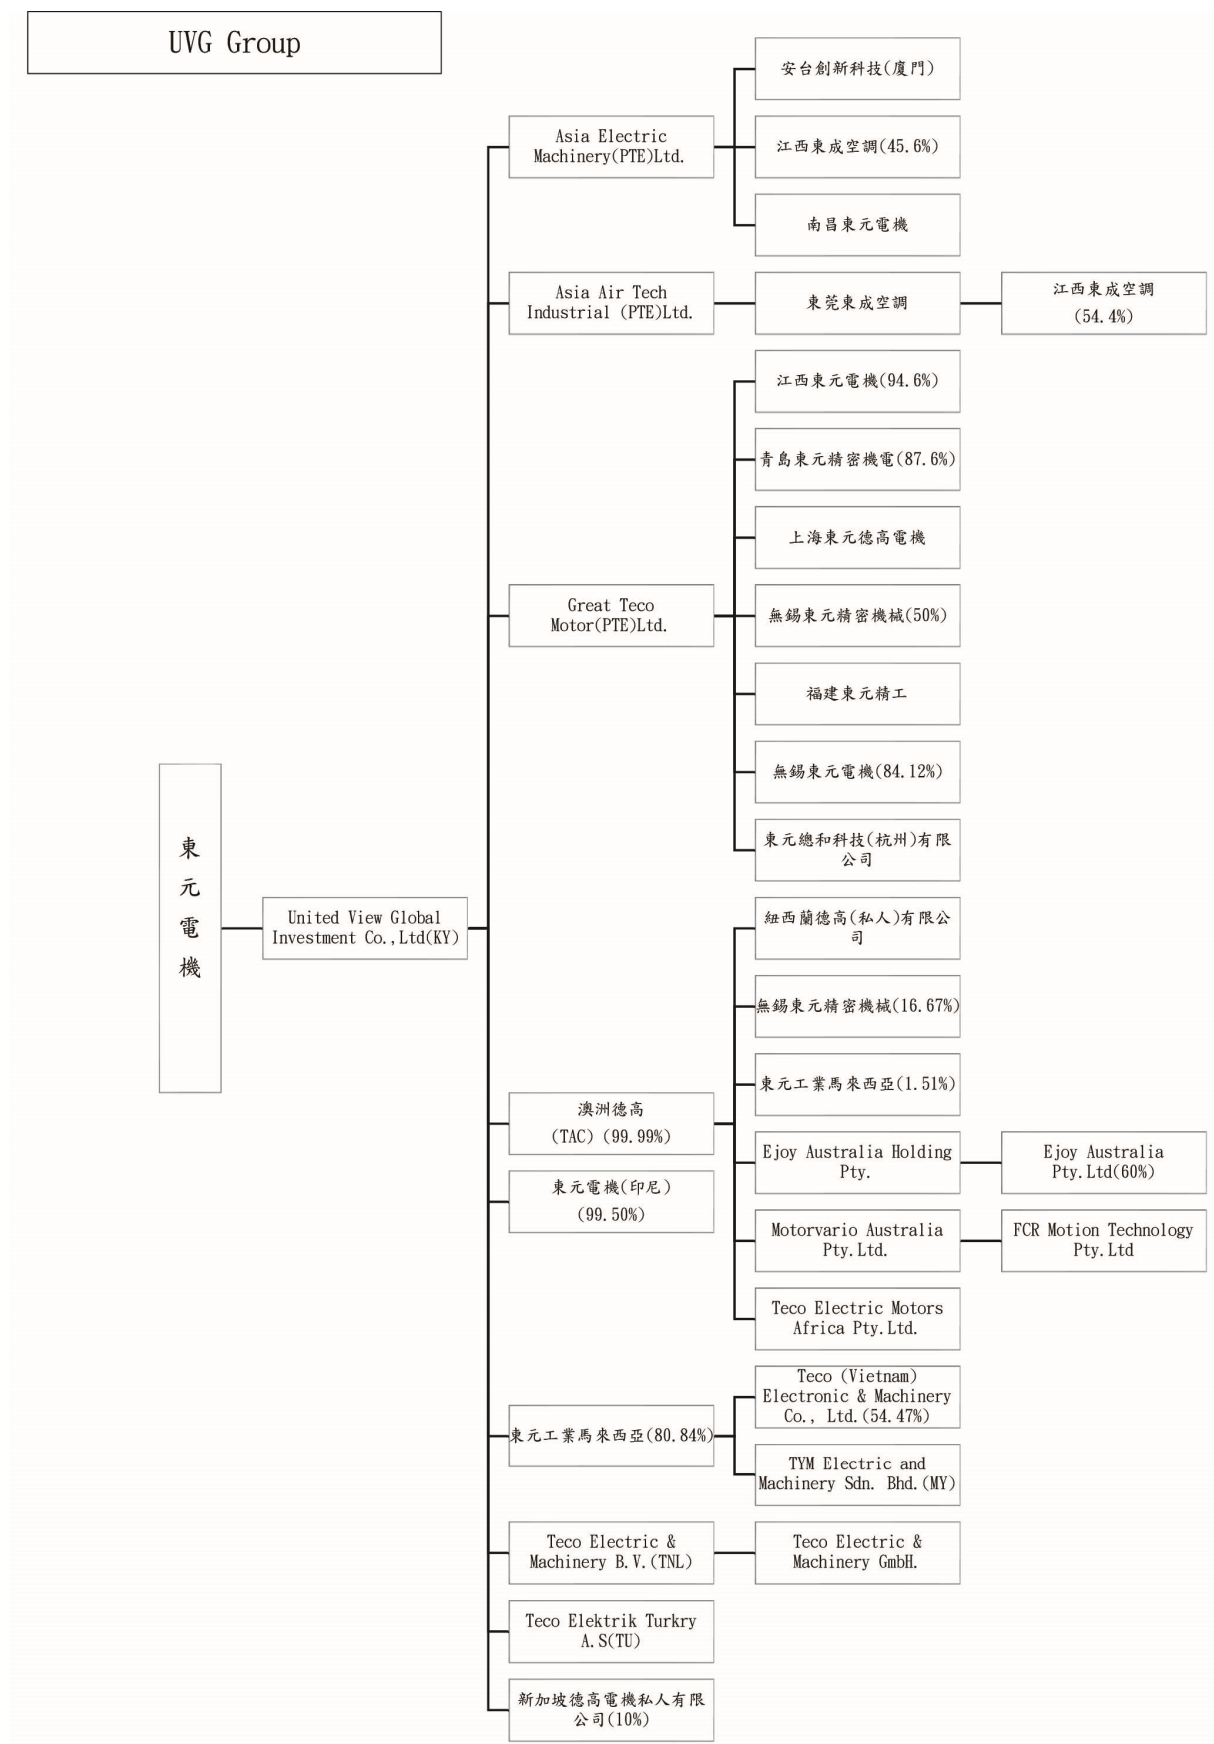 UVG Group
安台創新科技(廈門)
Asia Electric
Machinery(PTE)Ltd.
江西東成空調(45.6%)
南昌東元電機
Asia Air Tech
Industrial (PTE)Ltd.
東莞東成空調
江西東成空調
(54.4%)
江西東元電機(94.6%)
青島東元精密機電(87.6%)
上海東元德高電機
Great Teco
Motor(PTE)Ltd.
無錫東元精密機械(50%)
福建東元精工
無錫東元電機(84.12%)
東元總和科技(杭州)有限
公司
東
元
電
機
United View Global
Investment Co.,Ltd(KY)
紐西蘭德高(私人)有限公
司
無錫東元精密機械(16.67%)
東元工業馬來西亞(1.51%)
澳洲德高
(TAC) (99.99%)
Ejoy Australia Holding
Pty.
Ejoy Australia
Pty.Ltd(60%)
東元電機(印尼)
(99.50%)
Motorvario Australia
Pty.Ltd.
FCR Motion Technology
Pty.Ltd
Teco Electric Motors
Africa Pty.Ltd.
Teco (Vietnam)
Electronic & Machinery
Co., Ltd.(54.47%)
東元工業馬來西亞(80.84%)
TYM Electric and
Machinery Sdn. Bhd.(MY)
Teco Electric &
Machinery B.V.(TNL)
Teco Electric &
Machinery GmbH.
Teco Elektrik Turkry
A.S(TU)
新加坡德高電機私人有限
公司(10%)